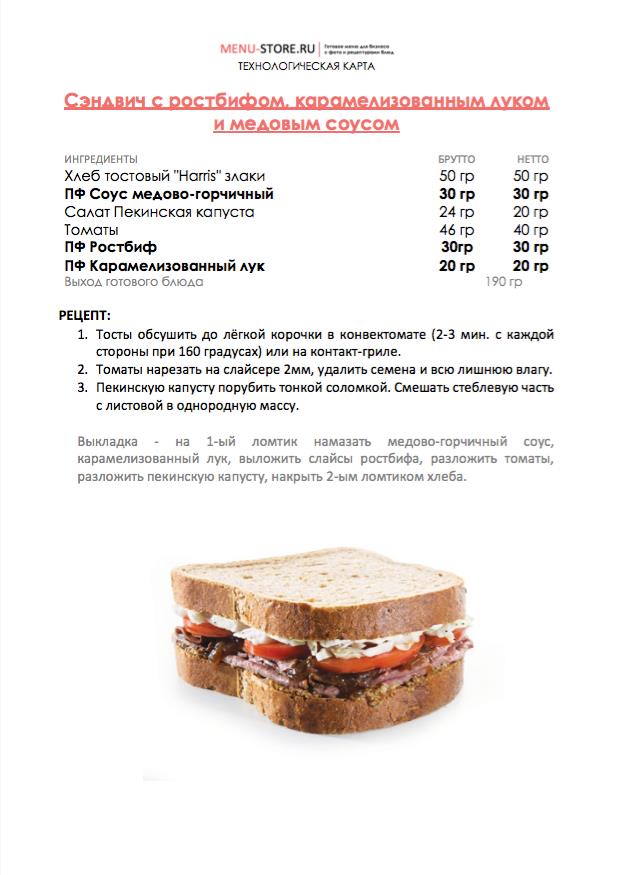 MENU-STORE.RU
Готовое меню для бизнеса
с фото и рецептурами блюд
ТЕХНОЛОГИЧЕСКАЯ КАРТА
Сэндвич с ростбифом, карамелизованным луком
и медовым соусом
ИНГРЕДИЕНТЫ БРУТТО НЕТТО
Хлеб тостовый "Harris" злаки 50 гр 50 гр
ПФ Соус медово-горчичный 30 гр 30 гр
Салат Пекинская капуста 24 гр 20 гр
Томаты 46 гр 40 гр
ПФ Ростбиф 30гр 30 гр
ПФ Карамелизованный лук 20 гр 20 гр
Выход готового блюда 190 гр
РЕЦЕПТ:
1. Тосты обсушить до лёгкой корочки в конвектомате (2-3 мин. с каждой
стороны при 160 градусах) или на контакт-гриле.
2. Томаты нарезать на слайсере 2мм, удалить семена и всю лишнюю влагу.
3. Пекинскую капусту порубить тонкой соломкой. Смешать стеблевую часть
с листовой в однородную массу.
Выкладка - на 1-ый ломтик намазать медово-горчичный соус,
карамелизованный лук, выложить слайсы ростбифа, разложить томаты,
разложить пекинскую капусту, накрыть 2-ым ломтиком хлеба.